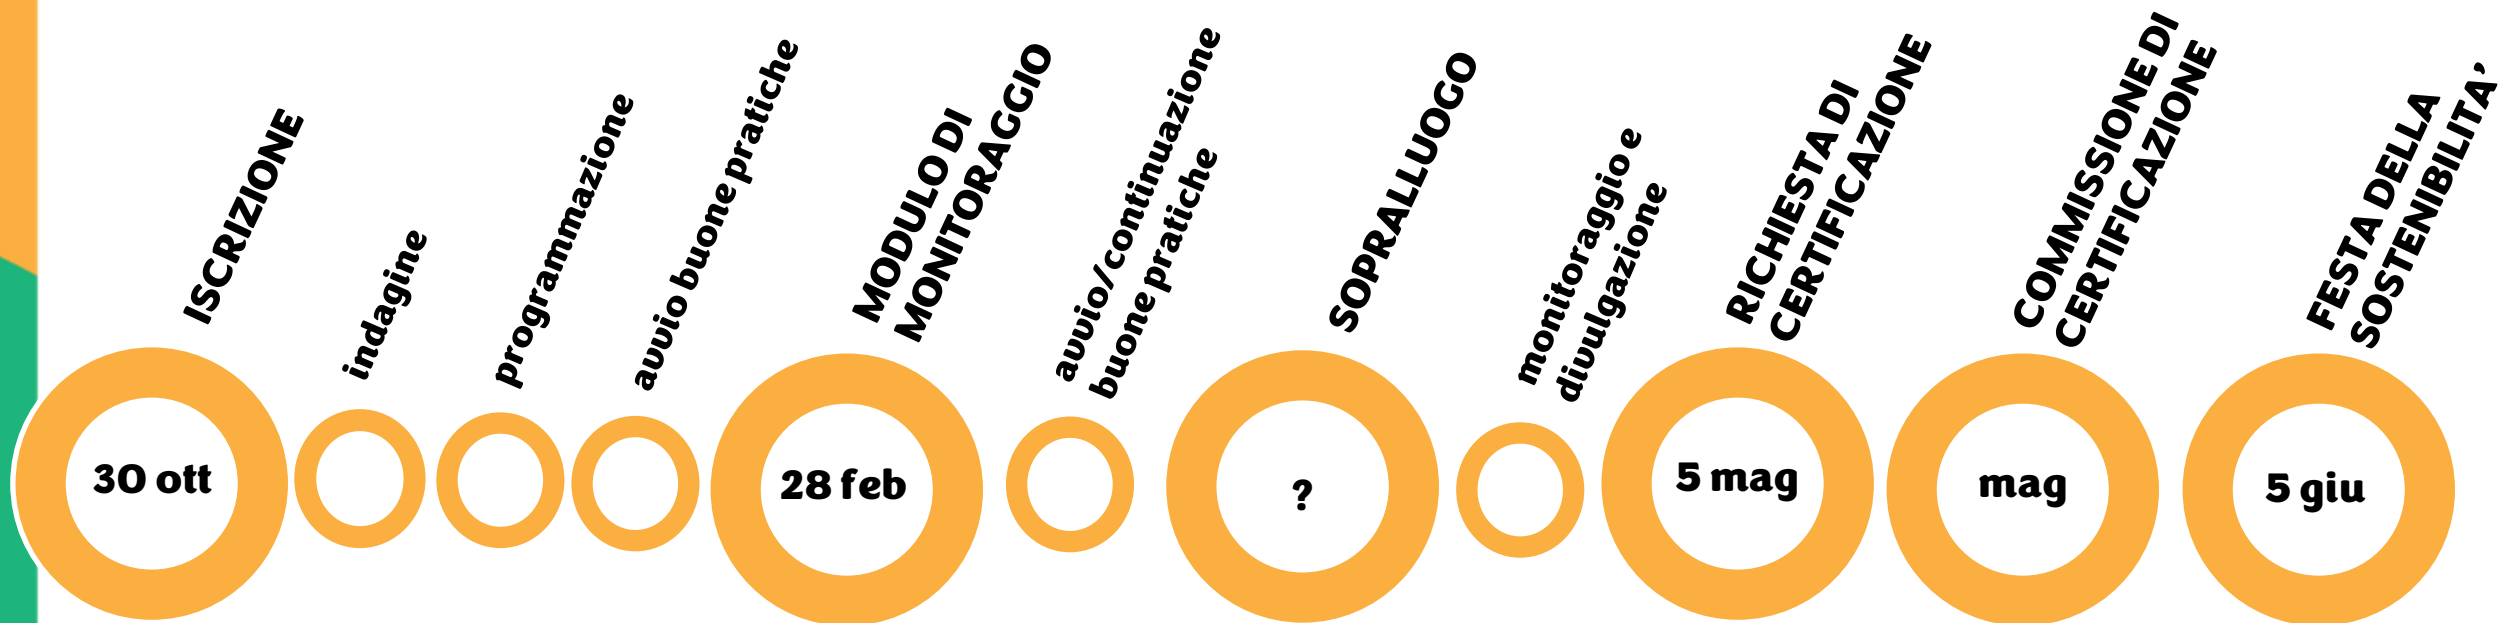 ISCRIZIONE
30 ott
indagine
programmazione
avvio buone pratiche
MODULI DI
MONITORAGGIO
28 feb
avvio/continuazione
buone pratiche
SOPRALLUOGO
?
monitoraggio e
divulgazione
RICHIESTA DI
CERTIFICAZIONE
5 mag
COMMISSIONE DI
CERTIFICAZIONE
mag
FESTA DELLA
SOSTENIBILITA'
5 giu